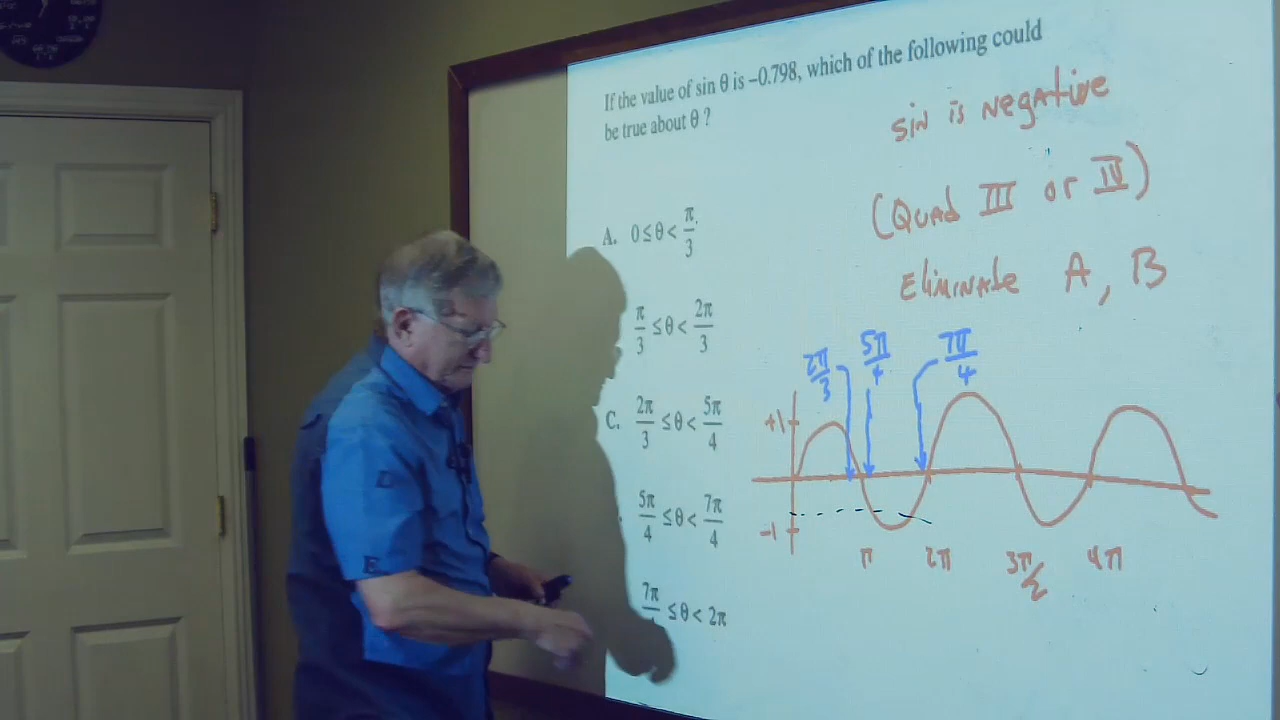 If the value of sin θ is –0.798, which of the following could
be true about θ ?
A. 0 ≤ θ < π/3
π/3 ≤ θ < 2π/3
C. 2π/3 ≤ θ < 5π/4
5π/4 ≤ θ < 7π/4
7π/4 ≤ θ < 2π
sin is negative
(Quad III or IV)
Eliminate A, B
2π/3 5π/4 7π/4
+1
-1
π 2π 3π/2 4π